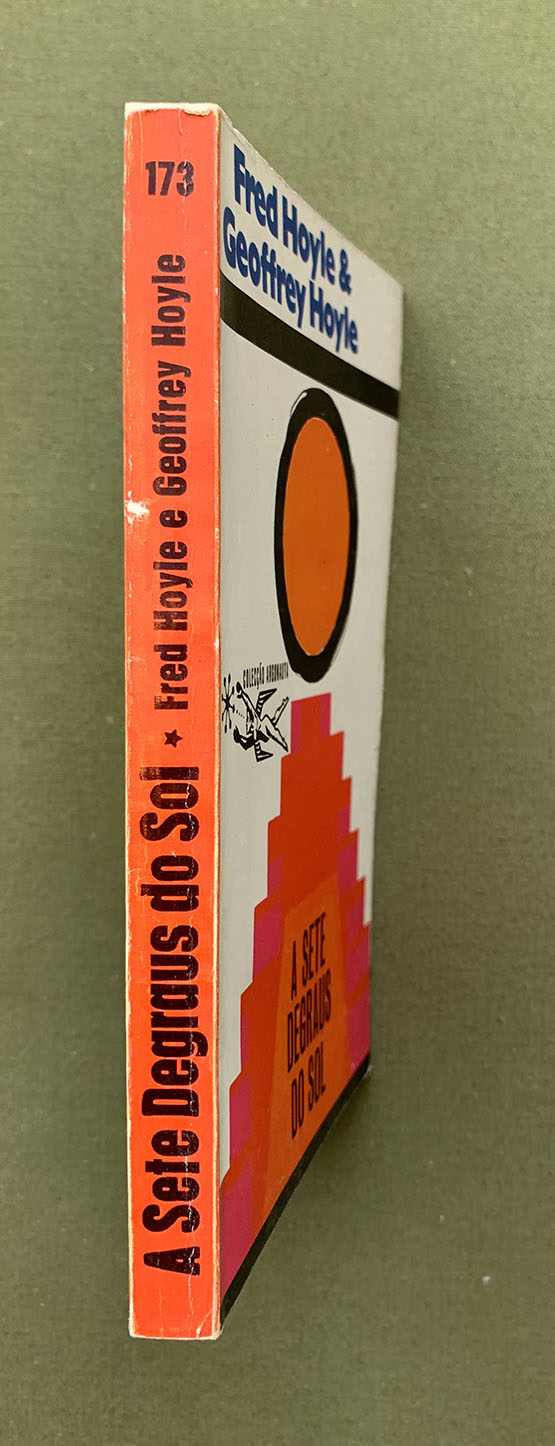 173
A Sete Degraus do Sol ★ Fred Hoyle e Geoffrey Hoyle
Fred Hoyle &
Geoffrey Hoyle
COLECÇÃO ARGONAUTA
A SETE
DEGRAUS
DO SOL